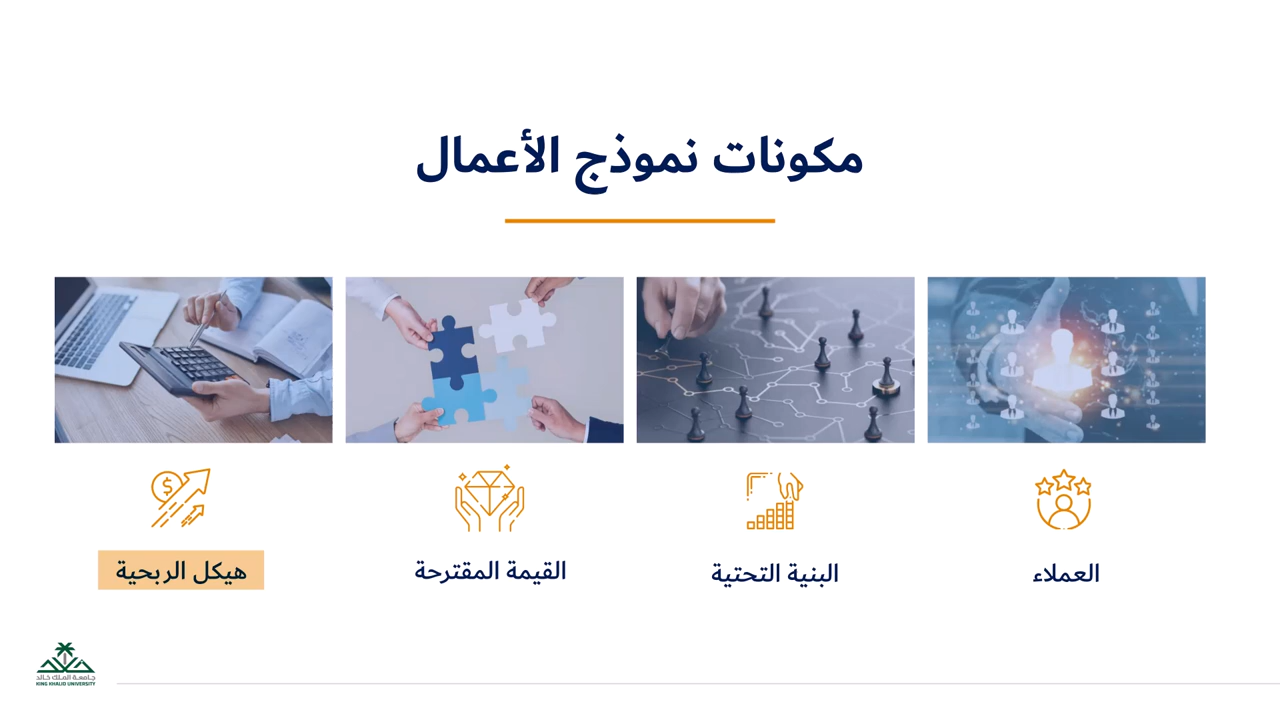 مكونات نموذج الأعمال
العملاء
البنية التحتية
القيمة المقترحة
هيكل الربحية
جامعة الملك خالد
KING KHALID UNIVERSITY